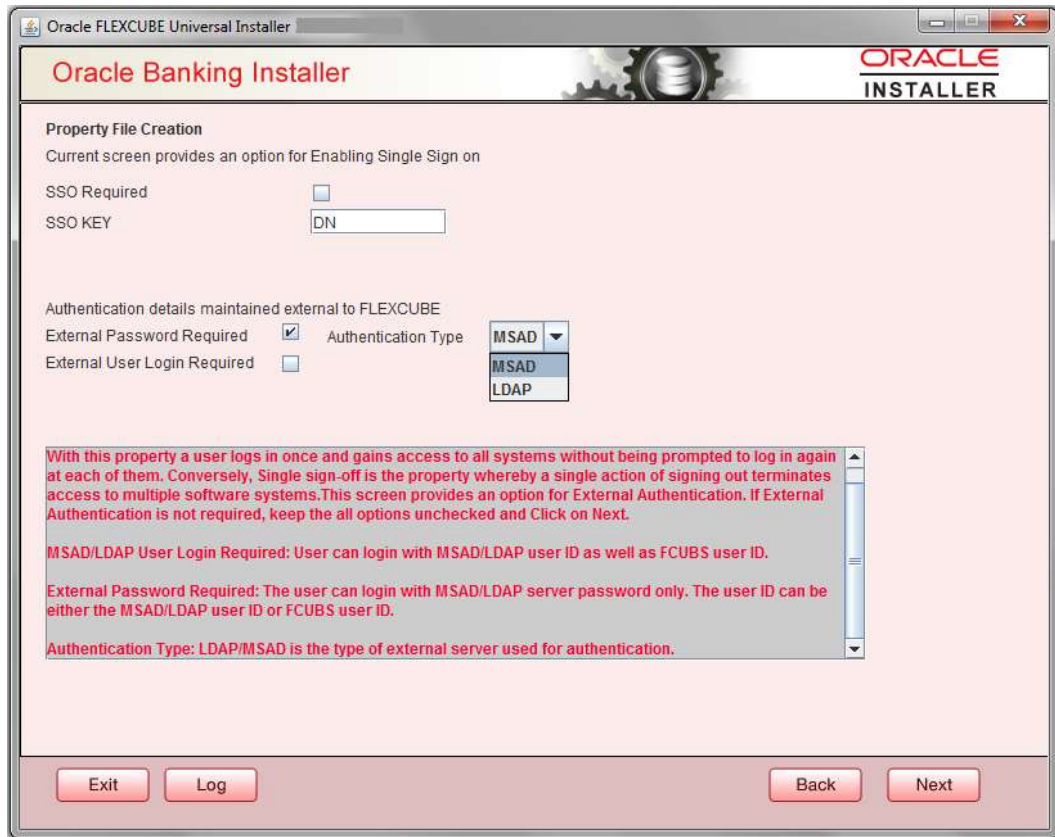 Oracle FLEXCUBE Universal Installer
Oracle Banking Installer
ORACLE
INSTALLER
Property File Creation
Current screen provides an option for Enabling Single Sign on
SSO Required
SSO KEY DN
Authentication details maintained external to FLEXCUBE
External Password Required Authentication Type MSAD
External User Login Required
MSAD
LDAP
With this property a user logs in once and gains access to all systems without being prompted to log in again
at each of them. Conversely, Single sign-off is the property whereby a single action of signing out terminates
access to multiple software systems.This screen provides an option for External Authentication. If External
Authentication is not required, keep the all options unchecked and Click on Next.
MSAD/LDAP User Login Required: User can login with MSAD/LDAP user ID as well as FCUBS user ID.
External Password Required: The user can login with MSAD/LDAP server password only. The user ID can be
either the MSAD/LDAP user ID or FCUBS user ID.
Authentication Type: LDAP/MSAD is the type of external server used for authentication.
Exit Log Back Next